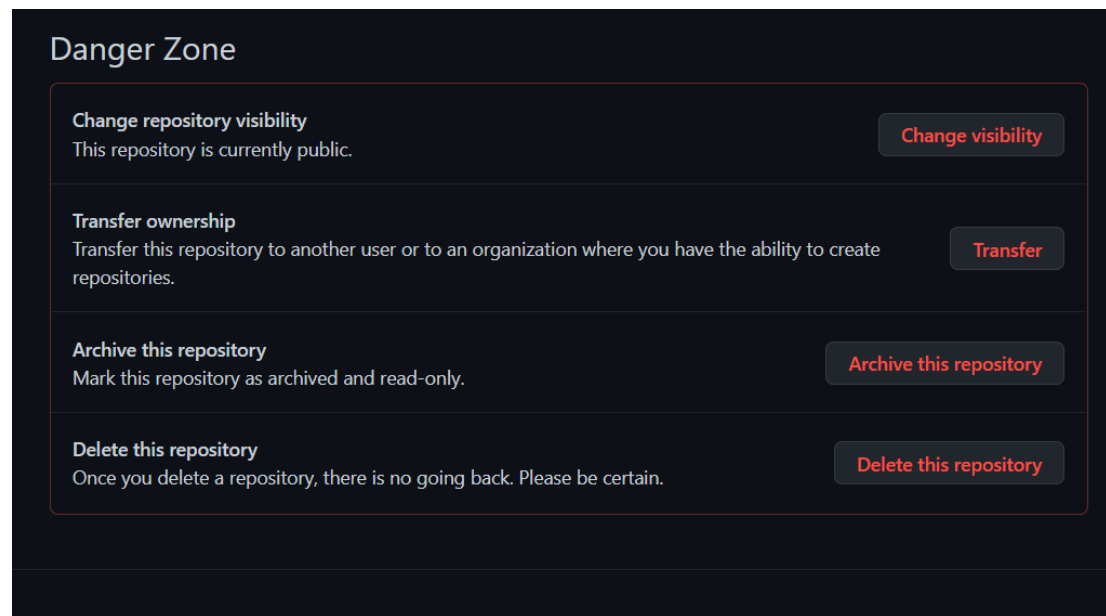 Danger Zone
Change repository visibility
This repository is currently public.
Change visibility
Transfer ownership
Transfer this repository to another user or to an organization where you have the ability to create
repositories.
Transfer
Archive this repository
Mark this repository as archived and read-only.
Archive this repository
Delete this repository
Once you delete a repository, there is no going back. Please be certain.
Delete this repository